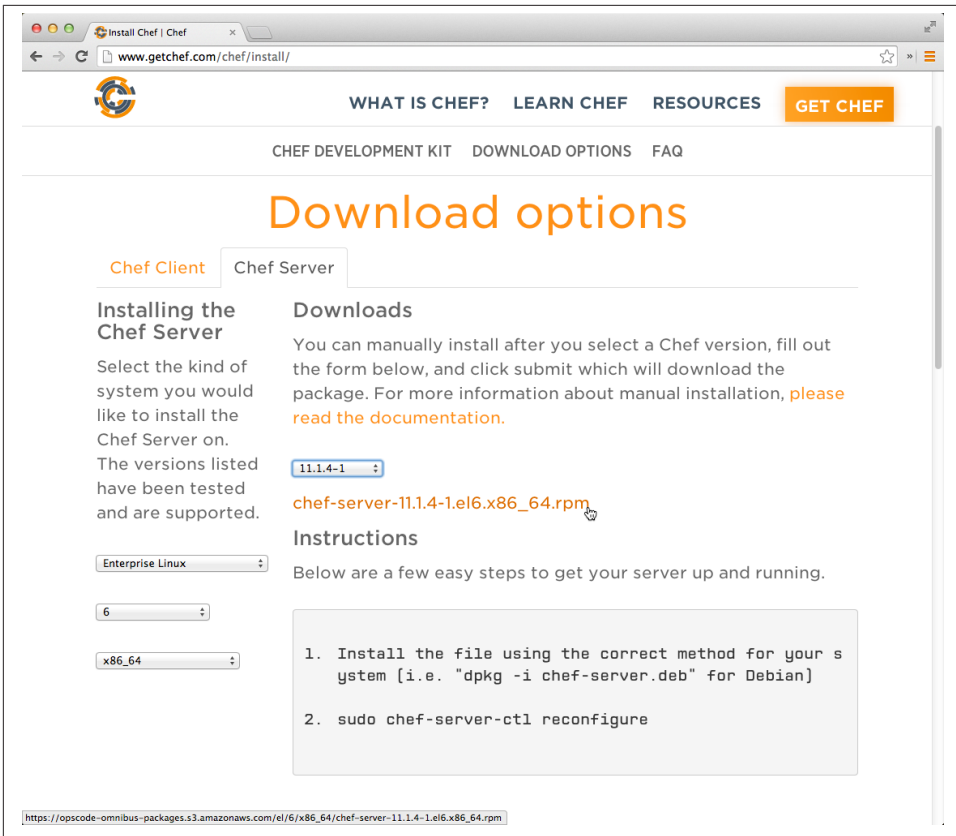 Install Chef | Chef
www.getchef.com/chef/install/
WHAT IS CHEF? LEARN CHEF RESOURCES GET CHEF
CHEF DEVELOPMENT KIT DOWNLOAD OPTIONS FAQ
Download options
Chef Client Chef Server
Installing the
Chef Server
Select the kind of
system you would
like to install the
Chef Server on.
The versions listed
have been tested
and are supported.
Enterprise Linux
6
x86_64
Downloads
You can manually install after you select a Chef version, fill out
the form below, and click submit which will download the
package. For more information about manual installation, please
read the documentation.
11.1.4-1
chef-server-11.1.4-1.el6.x86_64.rpm
Instructions
Below are a few easy steps to get your server up and running.
1. Install the file using the correct method for your s
ystem [i.e. "dpkg -i chef-server.deb" for Debian]
2. sudo chef-server-ctl reconfigure
https://opscode-omnibus-packages.s3.amazonaws.com/el/6/x86_64/chef-server-11.1.4-1.el6.x86_64.rpm